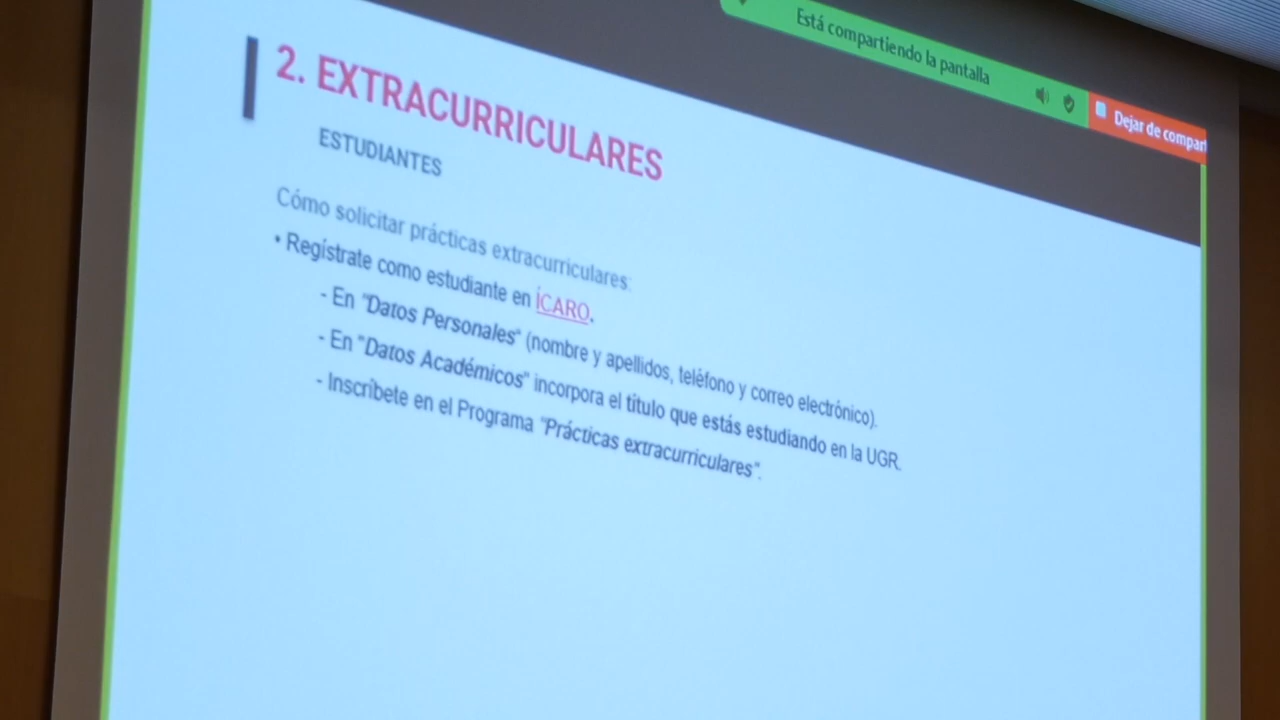 Está compartiendo la pantalla
Dejar de compart
2. EXTRACURRICULARES
ESTUDIANTES
Cómo solicitar prácticas extracurriculares:
• Regístrate como estudiante en ÍCARO.
- En "Datos Personales" (nombre y apellidos, teléfono y correo electrónico).
- En "Datos Académicos" incorpora el título que estás estudiando en la UGR.
- Inscríbete en el Programa "Prácticas extracurriculares".